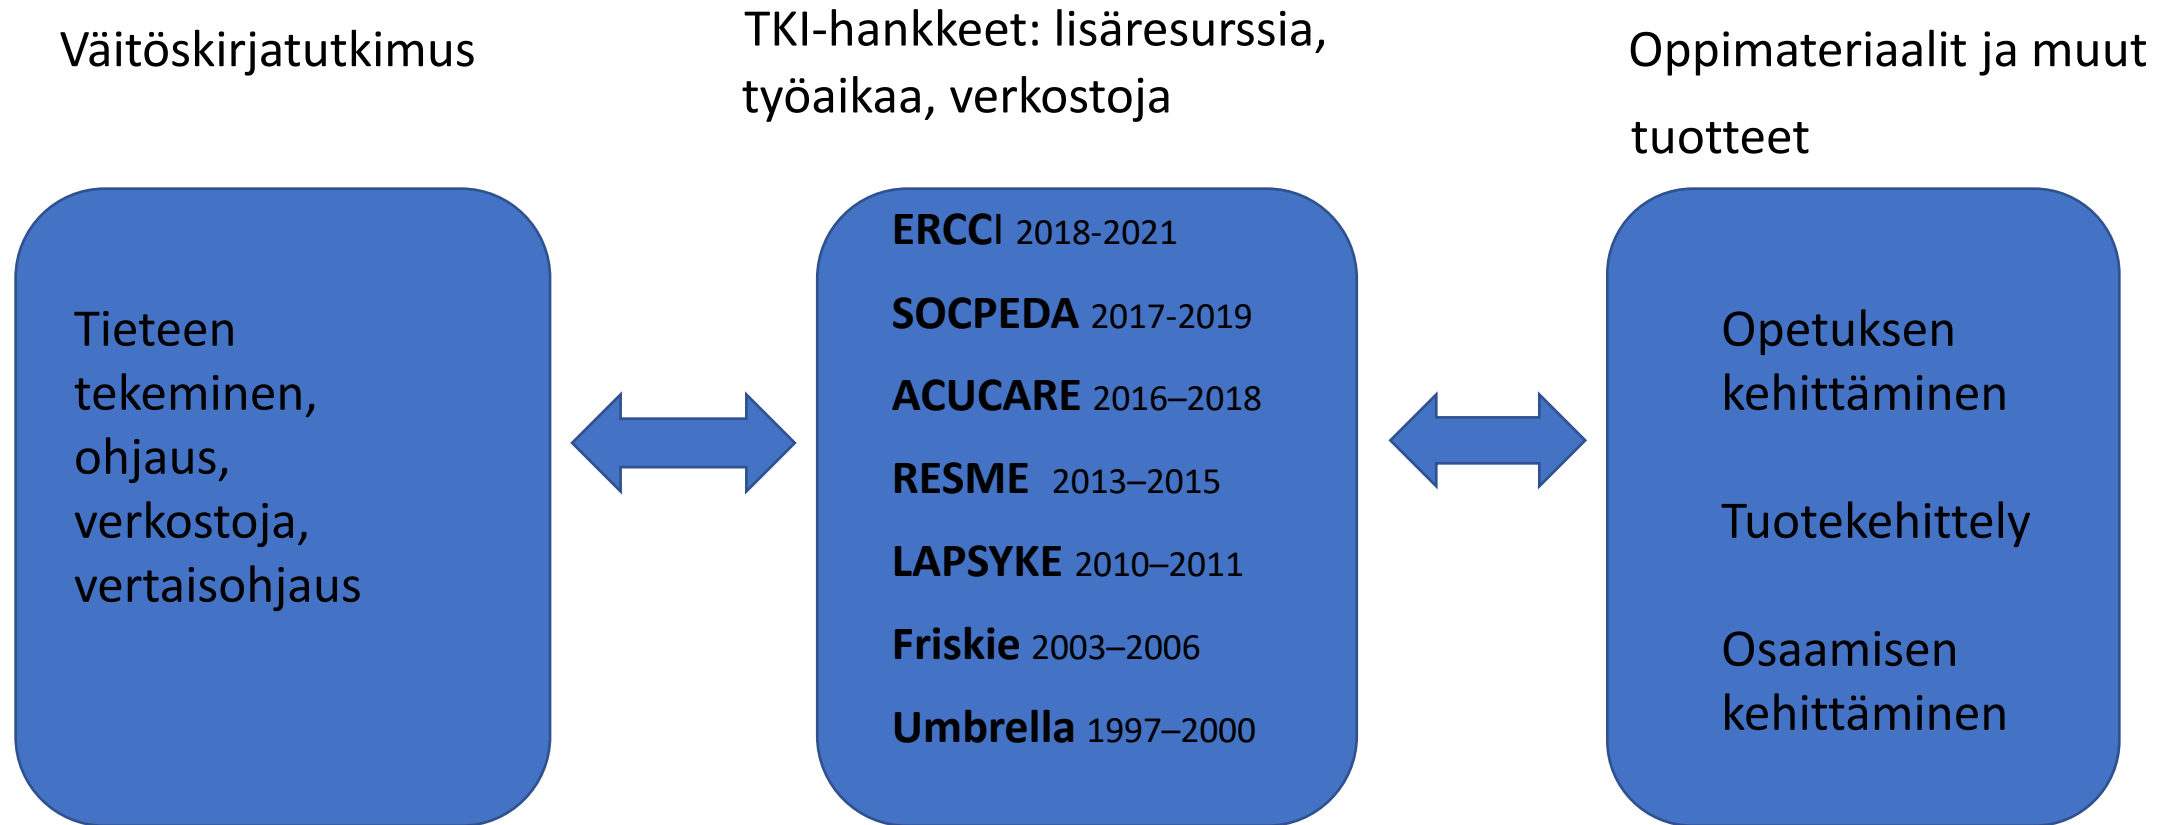 Väitöskirjatutkimus
TKI-hankkeet: lisäresurssia,
työaikaa, verkostoja
Oppimateriaalit ja muut
tuotteet
Tieteen
tekeminen,
ohjaus,
verkostoja,
vertaisohjaus
ERCCI 2018-2021
SOCPEDA 2017-2019
ACUCARE 2016–2018
RESME 2013–2015
LAPSYKE 2010–2011
Friskie 2003–2006
Umbrella 1997–2000
Opetuksen
kehittäminen
Tuotekehittely
Osaamisen
kehittäminen